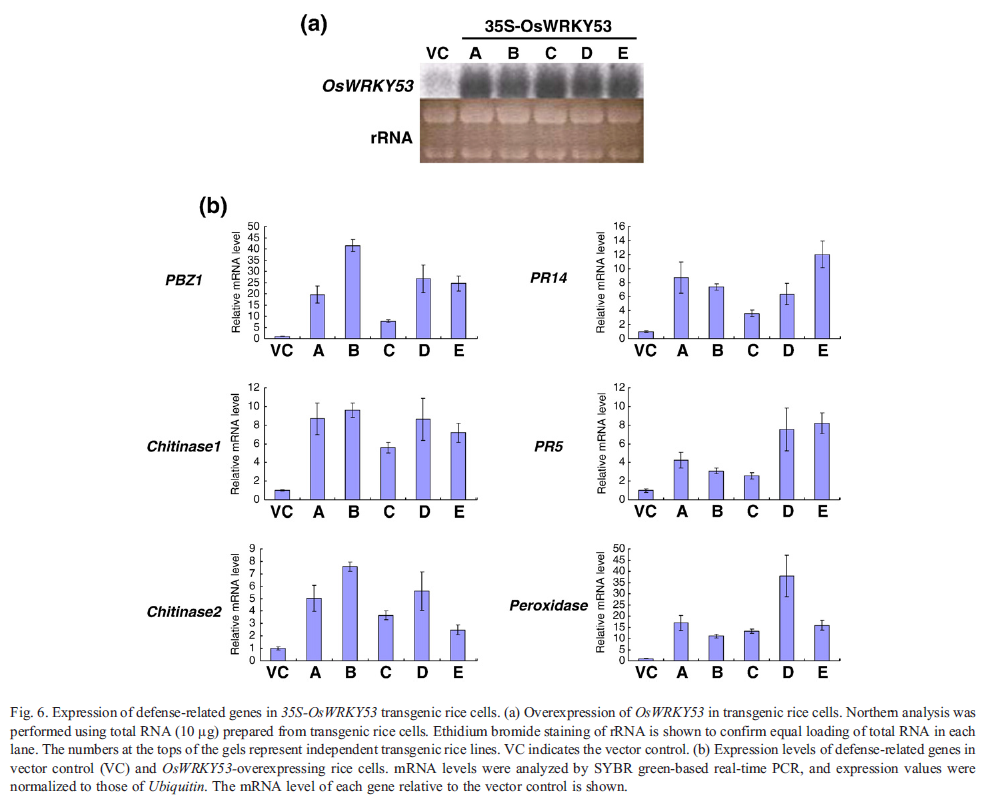 (a)
35S-OsWRKY53
VC A B C D E
OsWRKY53
rRNA
(b)
PBZ1
Relative mRNA level
50
45
40
35
30
25
20
15
10
5
0
VC A B C D E
PR14
Relative mRNA level
16
14
12
10
8
6
4
2
0
VC A B C D E
Chitinase1
Relative mRNA level
12
10
8
6
4
2
0
VC A B C D E
PR5
Relative mRNA level
12
10
8
6
4
2
0
VC A B C D E
Chitinase2
Relative mRNA level
9
8
7
6
5
4
3
2
1
0
VC A B C D E
Peroxidase
Relative mRNA level
50
45
40
35
30
25
20
15
10
5
0
VC A B C D E
Fig. 6. Expression of defense-related genes in 35S-OsWRKY53 transgenic rice cells. (a) Overexpression of OsWRKY53 in transgenic rice cells. Northern analysis was
performed using total RNA (10 μg) prepared from transgenic rice cells. Ethidium bromide staining of rRNA is shown to confirm equal loading of total RNA in each
lane. The numbers at the tops of the gels represent independent transgenic rice lines. VC indicates the vector control. (b) Expression levels of defense-related genes in
vector control (VC) and OsWRKY53-overexpressing rice cells. mRNA levels were analyzed by SYBR green-based real-time PCR, and expression values were
normalized to those of Ubiquitin. The mRNA level of each gene relative to the vector control is shown.